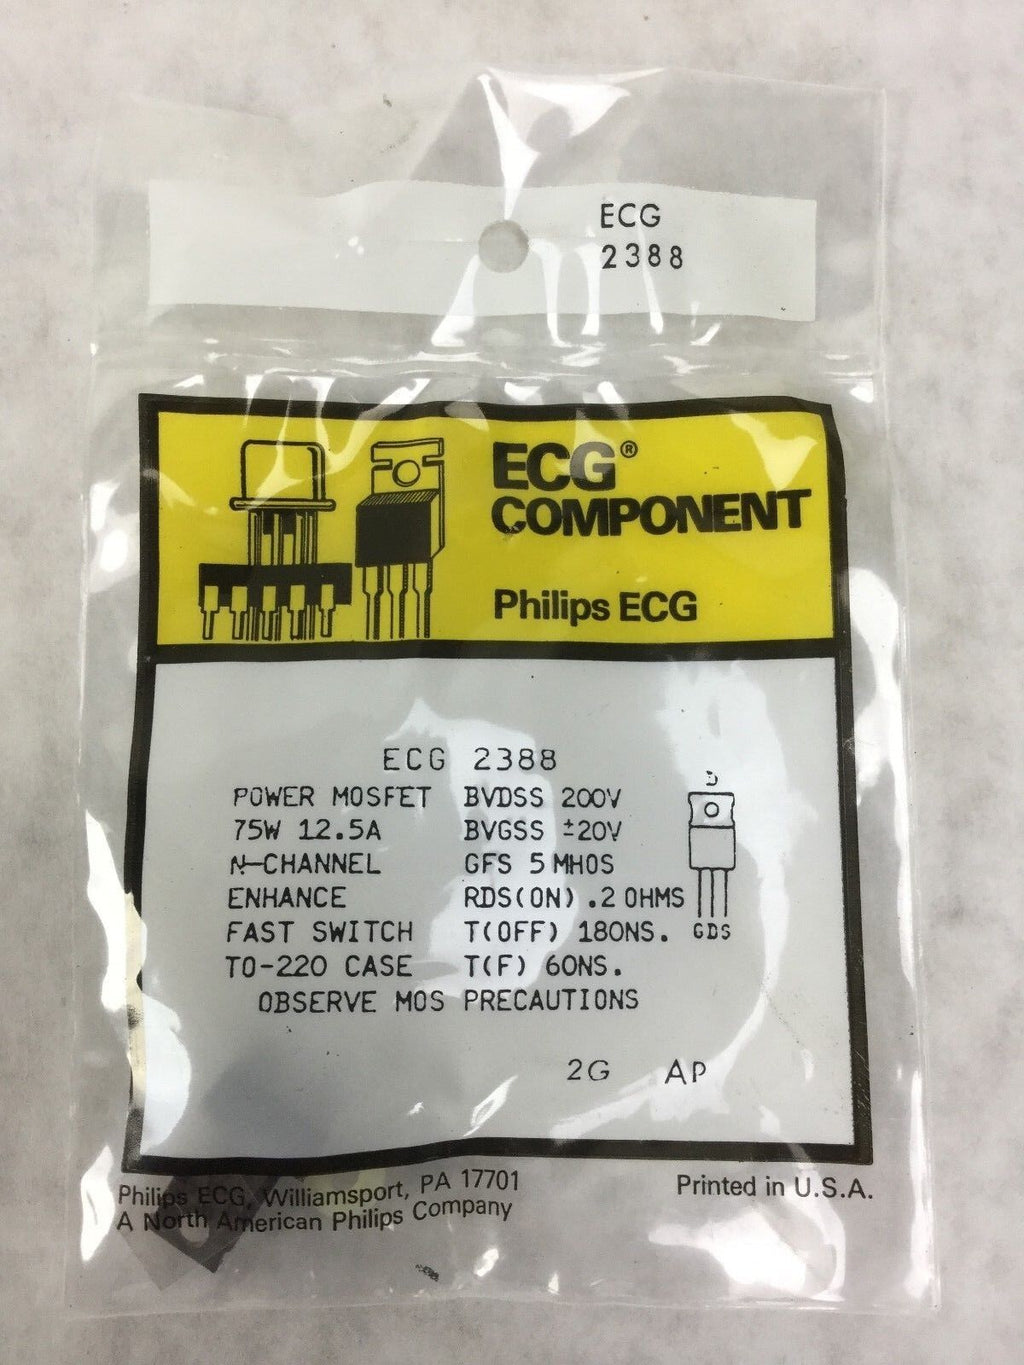 ECG
2388
ECG®
COMPONENT
Philips ECG
ECG 2388
POWER MOSFET BVDSS 200V
75W 12.5A BVGSS ±20V
N-CHANNEL GFS 5 MHOS
ENHANCE RDS(ON) .2 OHMS
FAST SWITCH T(OFF) 180NS.
TO-220 CASE T(F) 60NS.
OBSERVE MOS PRECAUTIONS
D
GDS
2G AP
Philips ECG, Williamsport, PA 17701
A North American Philips Company
Printed in U.S.A.